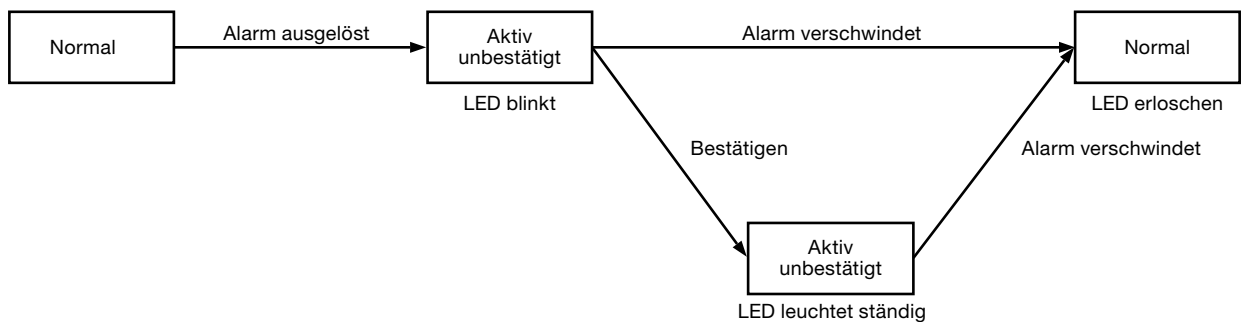 Normal
Alarm ausgelöst
Aktiv
unbestätigt
LED blinkt
Alarm verschwindet
Normal
LED erloschen
Bestätigen
Alarm verschwindet
Aktiv
unbestätigt
LED leuchtet ständig